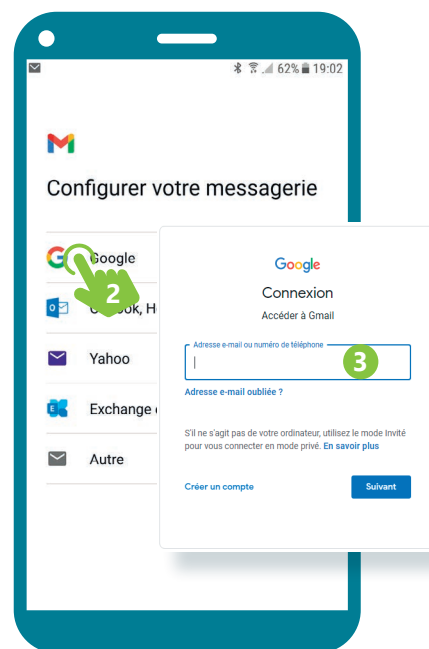 62% 19:02
Configurer votre messagerie
Google
2
ook, H
Yahoo
Exchange
Autre
Google
Connexion
Accéder à Gmail
Adresse e-mail ou numéro de téléphone
3
Adresse e-mail oubliée ?
S'il ne s'agit pas de votre ordinateur, utilisez le mode Invité
pour vous connecter en mode privé. En savoir plus
Créer un compte
Suivant